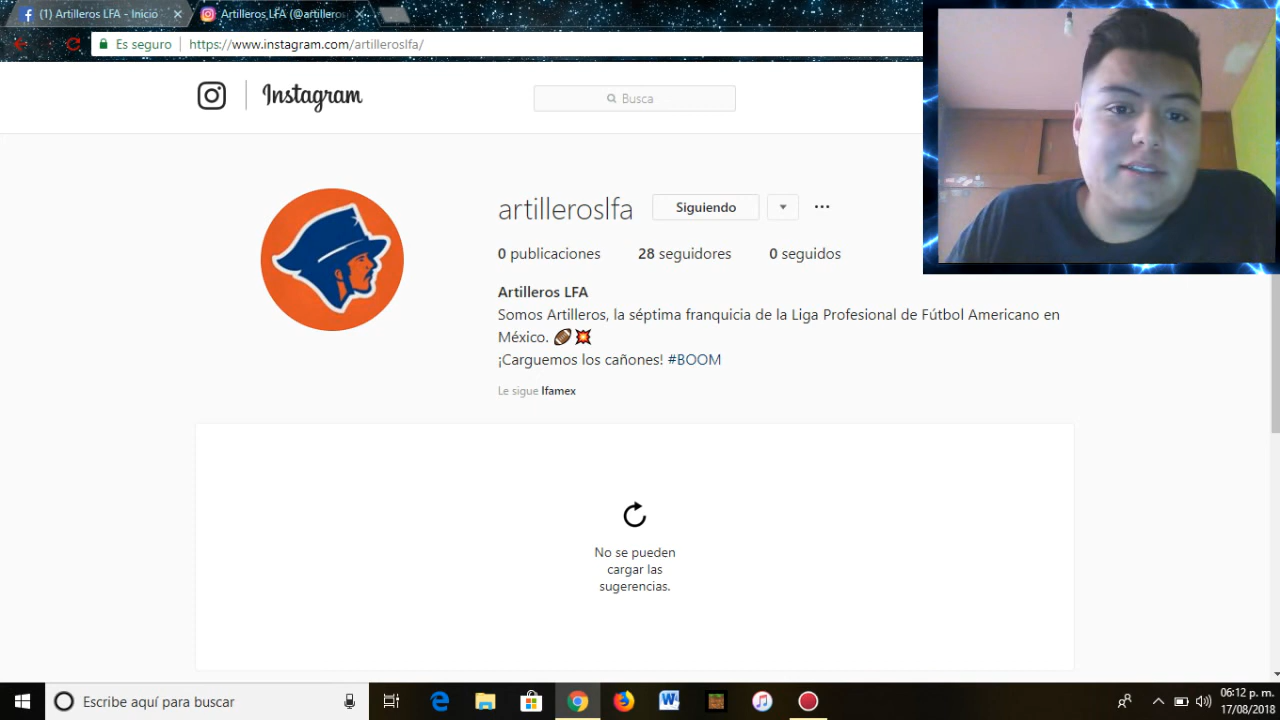 (1) Artilleros LFA - Inicio
Artilleros LFA (@artilleros
Es seguro
https://www.instagram.com/artilleroslfa/
Instagram
Busca
artilleroslfa
Siguiendo
0 publicaciones
28 seguidores
0 seguidos
Artilleros LFA
Somos Artilleros, la séptima franquicia de la Liga Profesional de Fútbol Americano en
México. 🏈💥
¡Carguemos los cañones! #BOOM
Le sigue lfamex
No se pueden
cargar las
sugerencias.
Escribe aquí para buscar
06:12 p. m.
17/08/2018